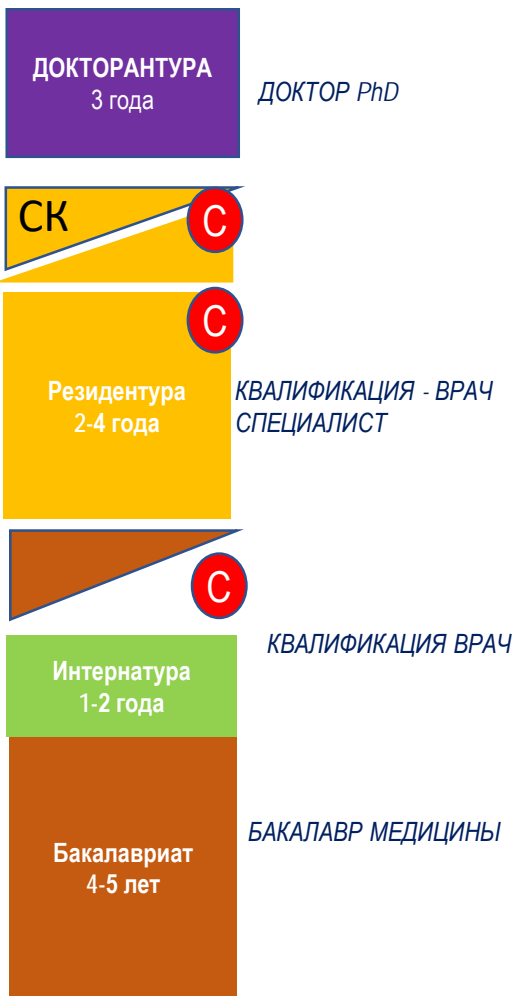 ДОКТОРАНТУРА
3 года
ДОКТОР PhD
СК
С
С
Резидентура
2-4 года
КВАЛИФИКАЦИЯ - ВРАЧ
СПЕЦИАЛИСТ
С
КВАЛИФИКАЦИЯ ВРАЧ
Интернатура
1-2 года
БАКАЛАВР МЕДИЦИНЫ
Бакалавриат
4-5 лет